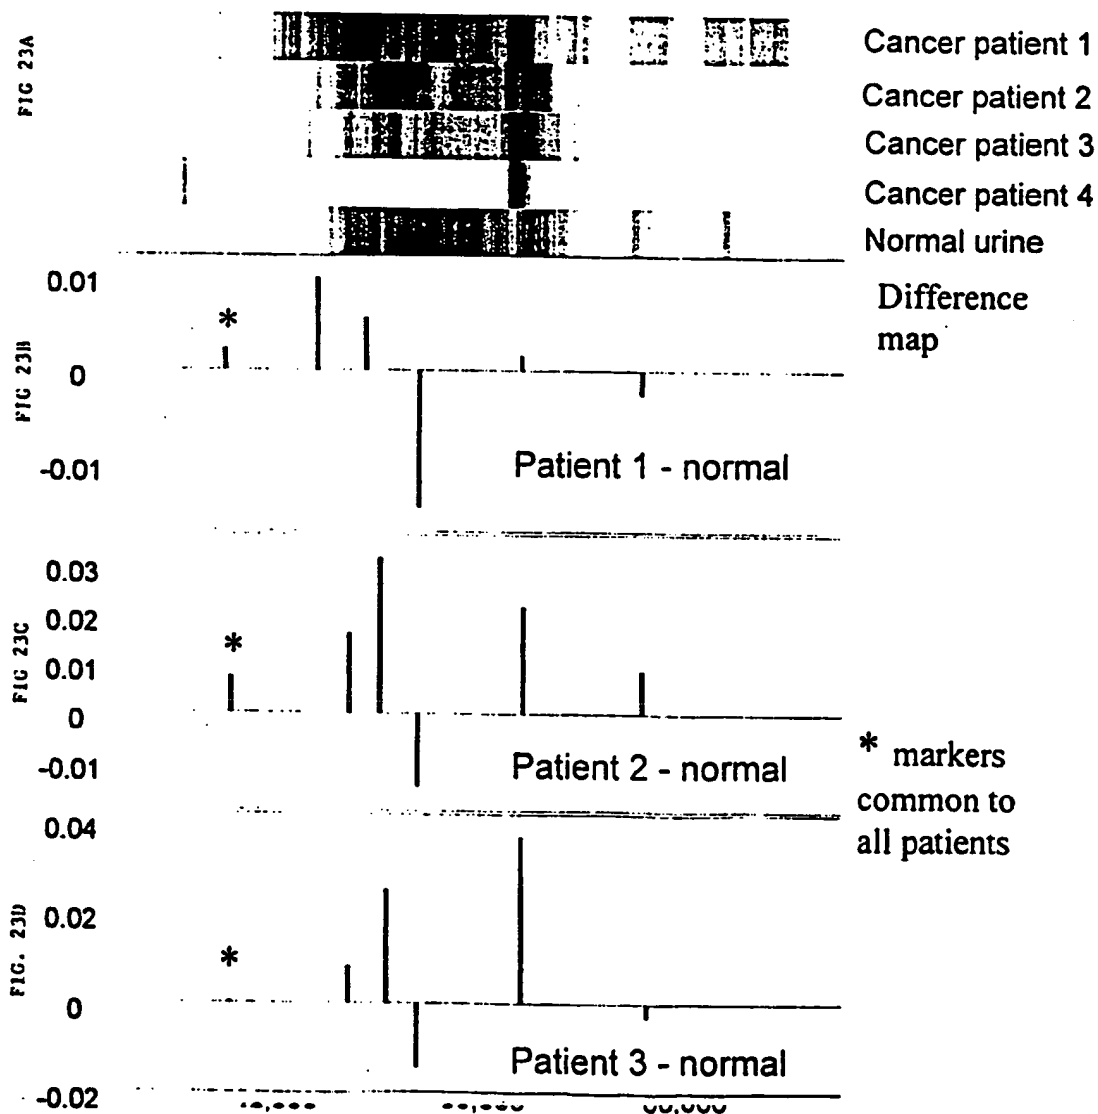 FIG 23A
Cancer patient 1
Cancer patient 2
Cancer patient 3
Cancer patient 4
Normal urine
Difference
map
FIG 23B
0.01
*
0
-0.01
Patient 1 - normal
FIG 23C
0.03
0.02
*
0.01
0
-0.01
Patient 2 - normal
* markers
common to
all patients
FIG. 23D
0.04
0.02
*
0
-0.02
Patient 3 - normal